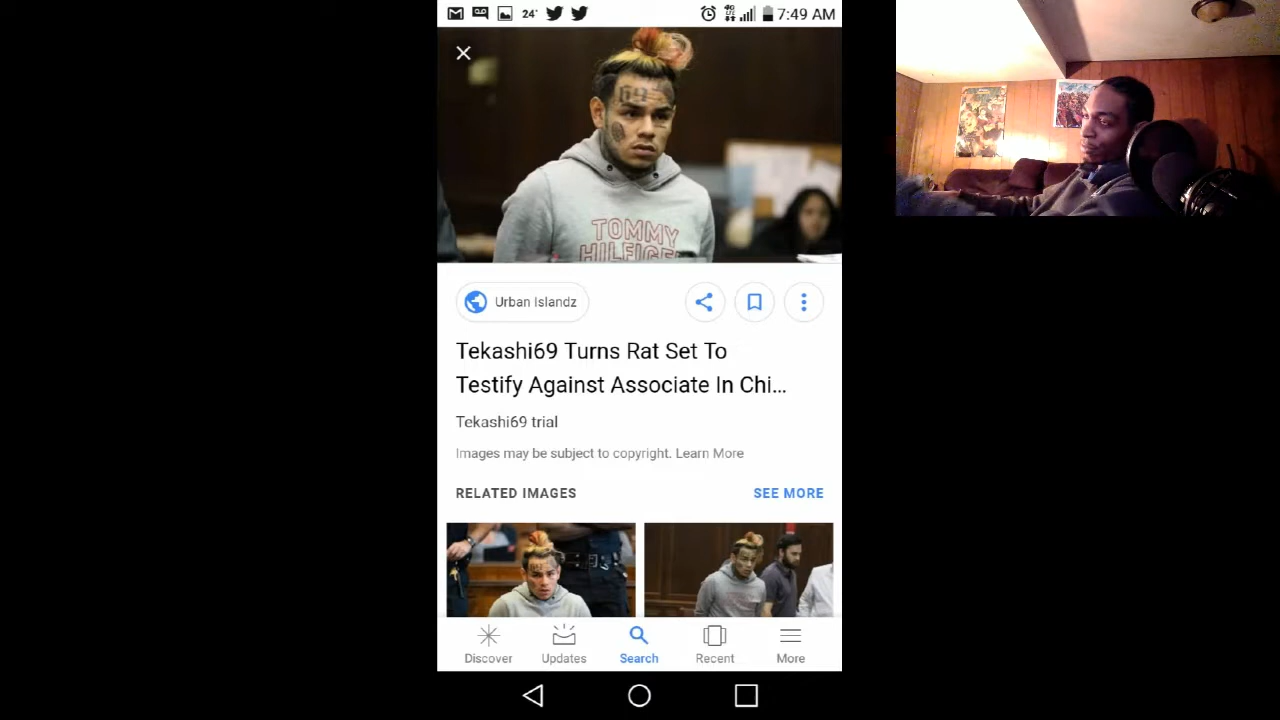 24°
7:49 AM
69
TOMMY
HILFIGER
Urban Islandz
Tekashi69 Turns Rat Set To
Testify Against Associate In Chi...
Tekashi69 trial
Images may be subject to copyright. Learn More
RELATED IMAGES
SEE MORE
Discover
Updates
Search
Recent
More